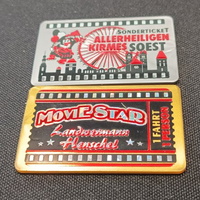 SONDERTICKET
ALLERHEILIGEN
KIRMES SOEST
MOVIE STAR
Landwermann
Henschel
1 FAHRT